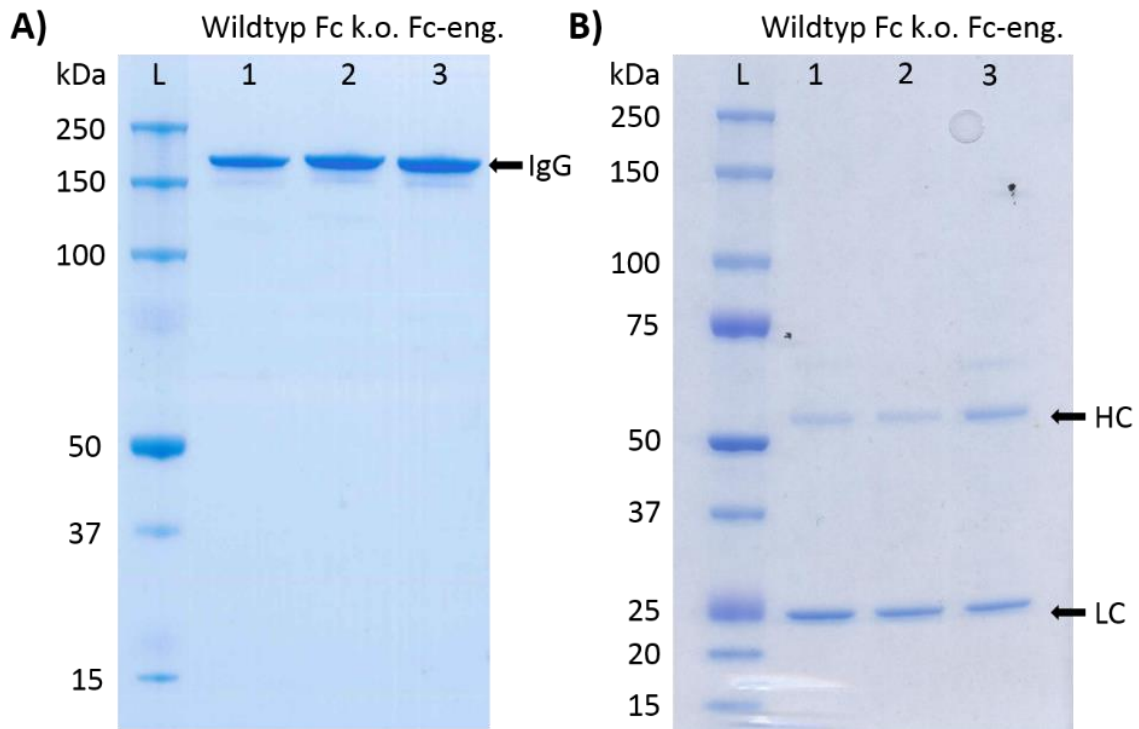 A) Wildtyp Fc k.o. Fc-eng.
kDa L 1 2 3
250
150
100
50
37
15
IgG
B) Wildtyp Fc k.o. Fc-eng.
kDa L 1 2 3
250
150
100
75
50
37
25
20
15
HC
LC